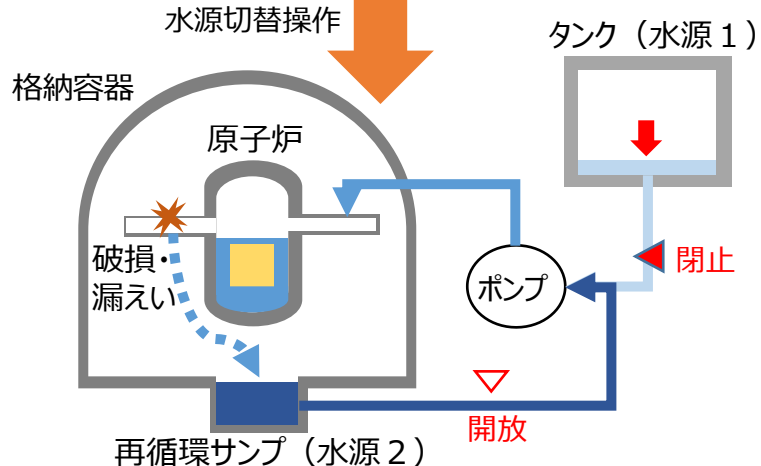 水源切替操作
タンク（水源１）
格納容器
原子炉
破損・
漏えい
閉止
ポンプ
開放
再循環サンプ（水源２）